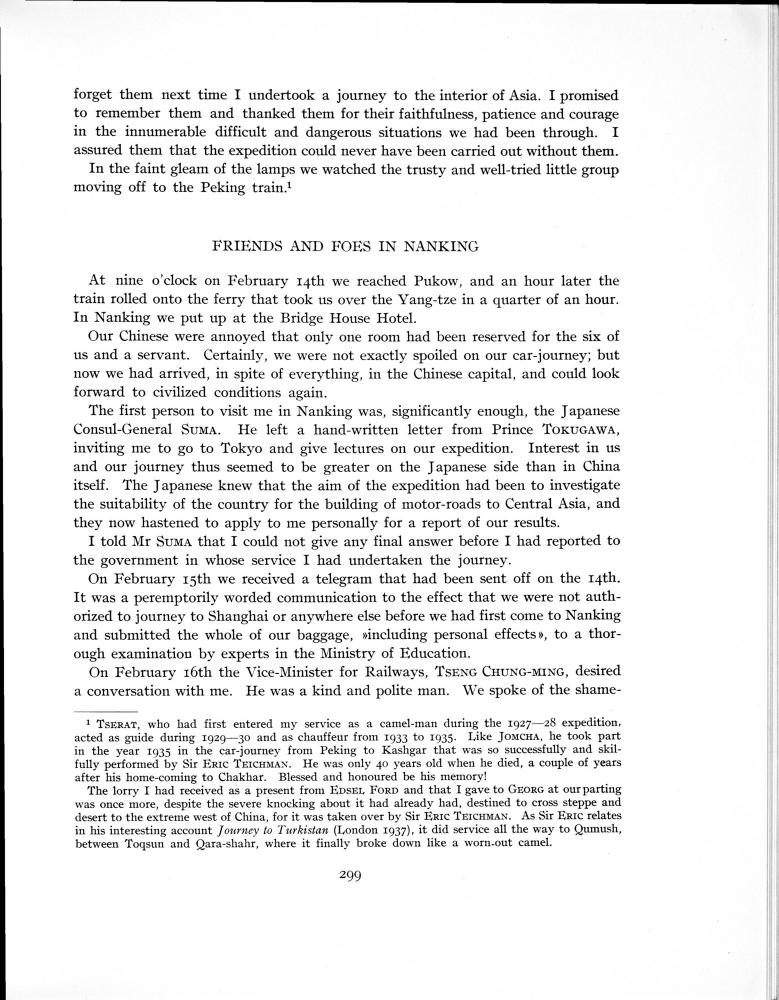 forget them next time I undertook a journey to the interior of Asia. I promised
to remember them and thanked them for their faithfulness, patience and courage
in the innumerable difficult and dangerous situations we had been through. I
assured them that the expedition could never have been carried out without them.
In the faint gleam of the lamps we watched the trusty and well-tried little group
moving off to the Peking train.¹
FRIENDS AND FOES IN NANKING
At nine o'clock on February 14th we reached Pukow, and an hour later the
train rolled onto the ferry that took us over the Yang-tze in a quarter of an hour.
In Nanking we put up at the Bridge House Hotel.
Our Chinese were annoyed that only one room had been reserved for the six of
us and a servant. Certainly, we were not exactly spoiled on our car-journey; but
now we had arrived, in spite of everything, in the Chinese capital, and could look
forward to civilized conditions again.
The first person to visit me in Nanking was, significantly enough, the Japanese
Consul-General SUMA. He left a hand-written letter from Prince TOKUGAWA,
inviting me to go to Tokyo and give lectures on our expedition. Interest in us
and our journey thus seemed to be greater on the Japanese side than in China
itself. The Japanese knew that the aim of the expedition had been to investigate
the suitability of the country for the building of motor-roads to Central Asia, and
they now hastened to apply to me personally for a report of our results.
I told Mr SUMA that I could not give any final answer before I had reported to
the government in whose service I had undertaken the journey.
On February 15th we received a telegram that had been sent off on the 14th.
It was a peremptorily worded communication to the effect that we were not auth-
orized to journey to Shanghai or anywhere else before we had first come to Nanking
and submitted the whole of our baggage, »including personal effects», to a thor-
ough examination by experts in the Ministry of Education.
On February 16th the Vice-Minister for Railways, TSENG CHUNG-MING, desired
a conversation with me. He was a kind and polite man. We spoke of the shame-
¹ TSERAT, who had first entered my service as a camel-man during the 1927—28 expedition,
acted as guide during 1929—30 and as chauffeur from 1933 to 1935. Like JOMCHA, he took part
in the year 1935 in the car-journey from Peking to Kashgar that was so successfully and skil-
fully performed by Sir ERIC TEICHMAN. He was only 40 years old when he died, a couple of years
after his home-coming to Chakhar. Blessed and honoured be his memory!
The lorry I had received as a present from EDSEL FORD and that I gave to GEORG at our parting
was once more, despite the severe knocking about it had already had, destined to cross steppe and
desert to the extreme west of China, for it was taken over by Sir ERIC TEICHMAN. As Sir ERIC relates
in his interesting account Journey to Turkistan (London 1937), it did service all the way to Qumush,
between Toqsun and Qara-shahr, where it finally broke down like a worn-out camel.
299